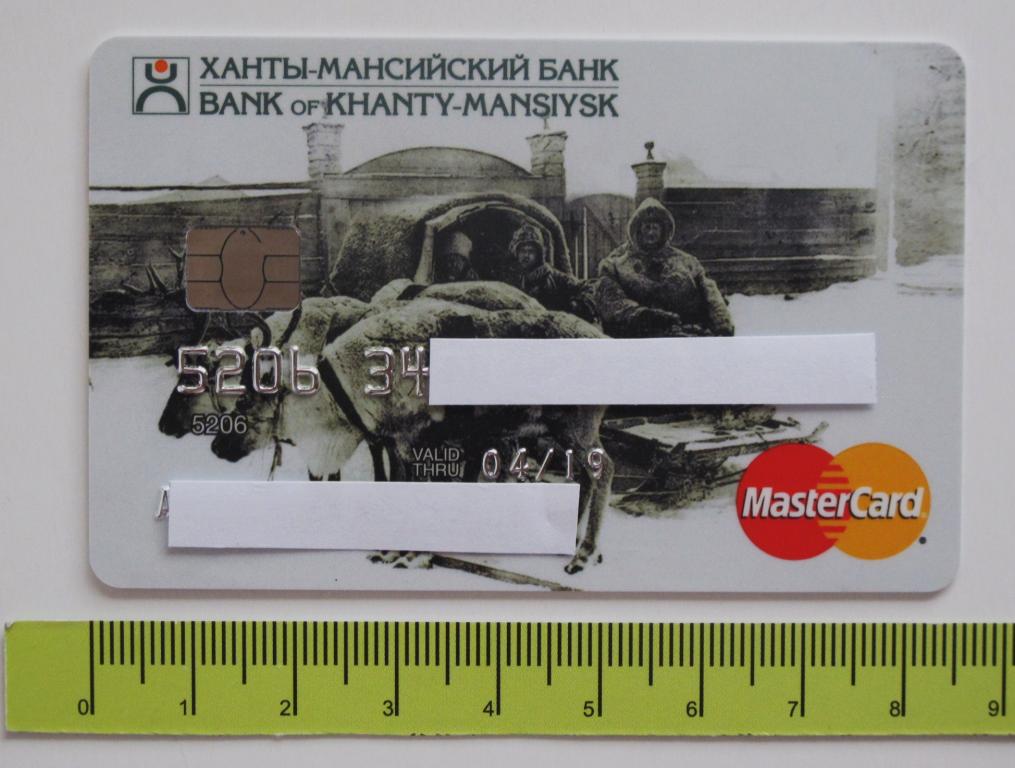 ХАНТЫ-МАНСИЙСКИЙ БАНК
BANK OF KHANTY-MANSIYSK
5206 34
5206
VALID
THRU 04/19
A
MasterCard
0 1 2 3 4 5 6 7 8 9